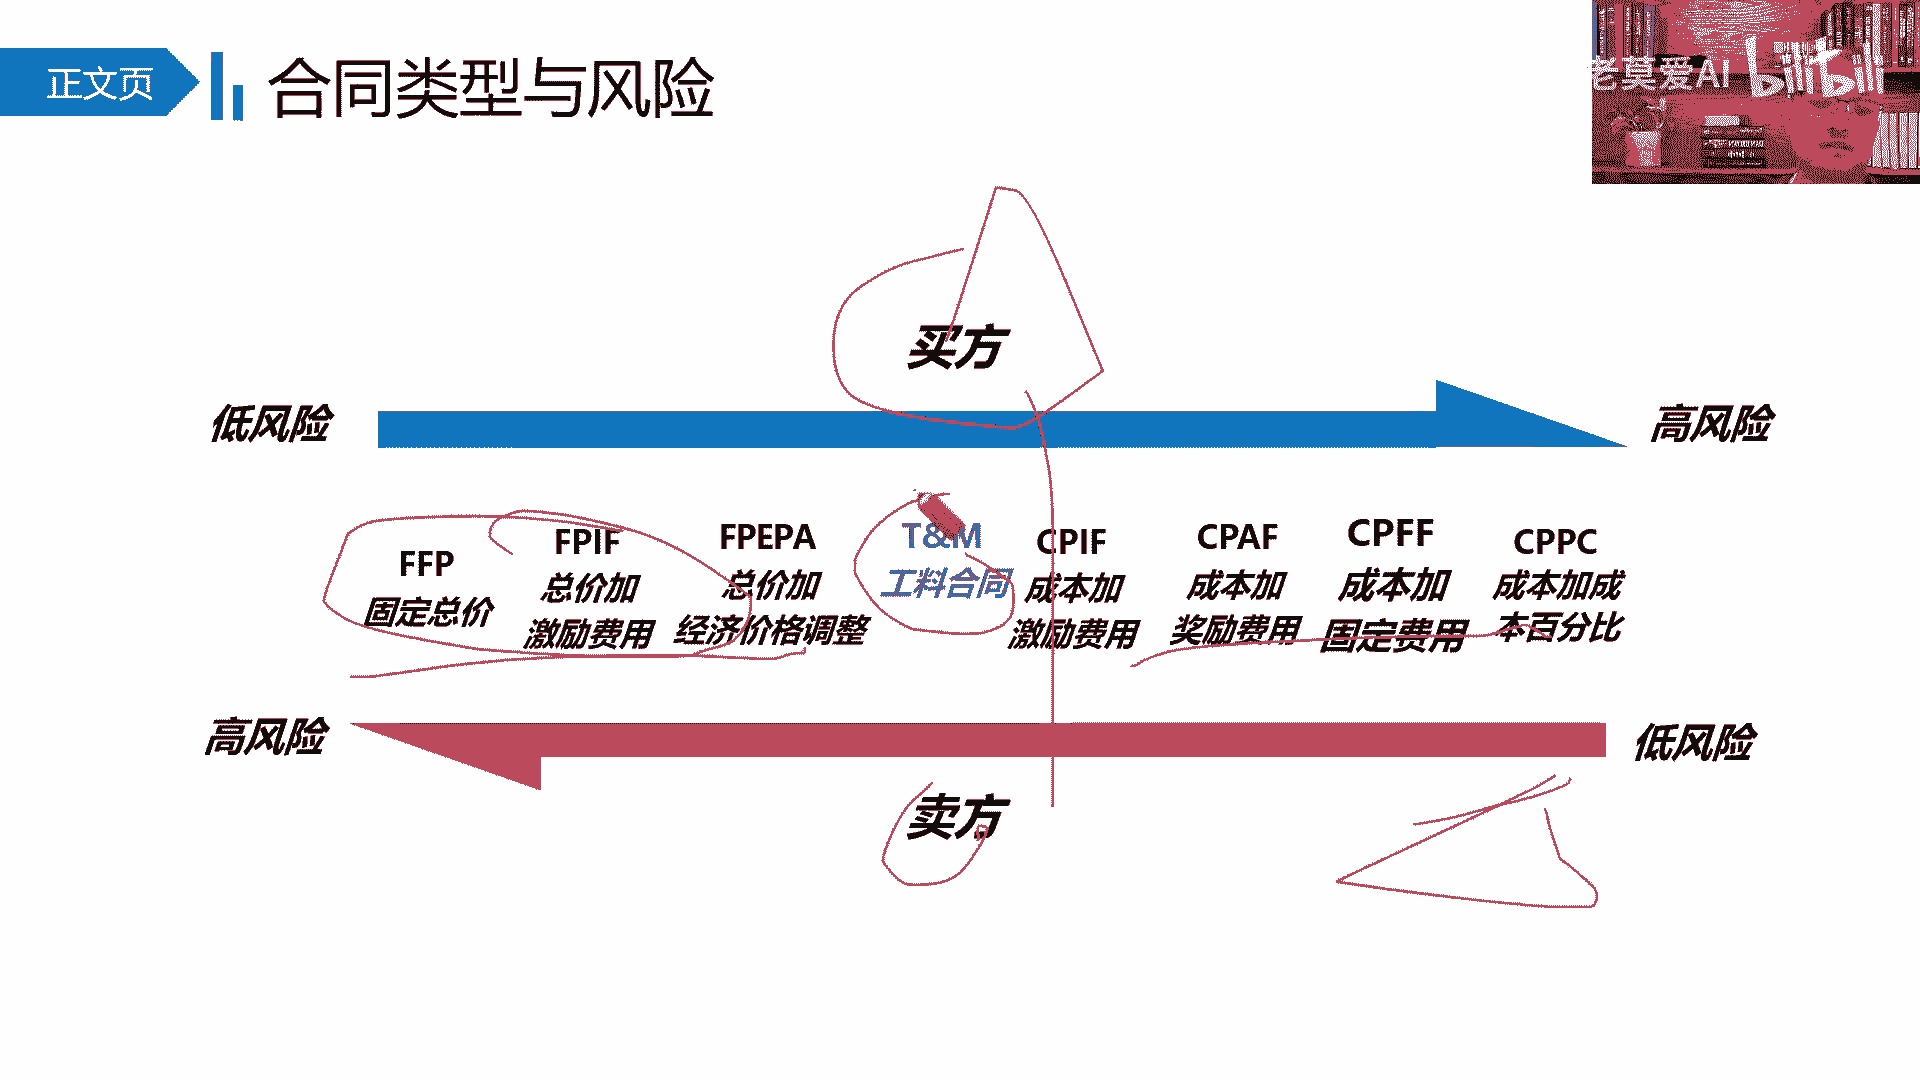 正文页
合同类型与风险
老莫爱AI
bilibili
买方
低风险
高风险
FFP
固定总价
FPIF
总价加
激励费用
FPEPA
总价加
经济价格调整
T&M
工料合同
CPIF
成本加
激励费用
CPAF
成本加
奖励费用
CPFF
成本加
固定费用
CPPC
成本加成
本百分比
高风险
低风险
卖方